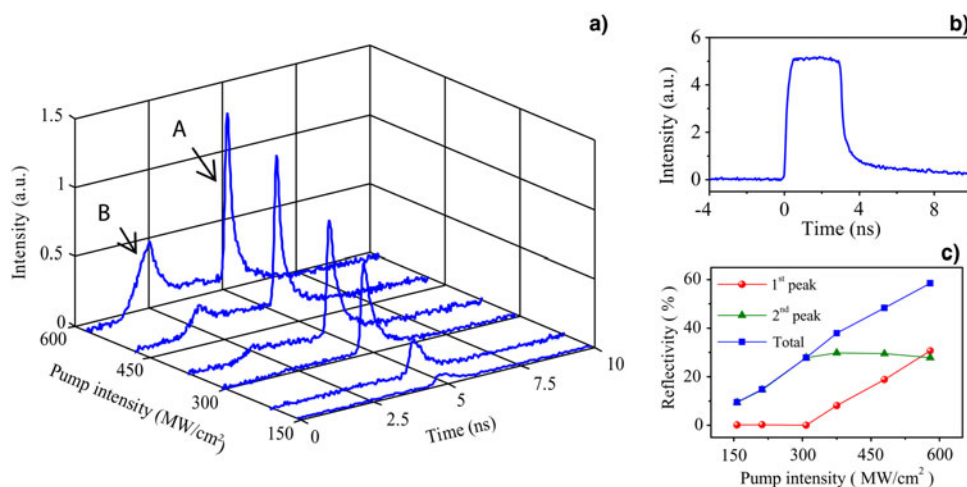 a)
1.5
1
0.5
0
Intensity (a.u.)
A
B
600
450
300
150
Pump intensity (MW/cm²)
0
2.5
5
7.5
10
Time (ns)
b)
6
4
2
0
Intensity (a.u.)
-4
0
4
8
Time (ns)
c)
60
40
20
0
Reflectivity ( % )
1st peak
2nd peak
Total
150
300
450
600
Pump intensity ( MW/cm² )